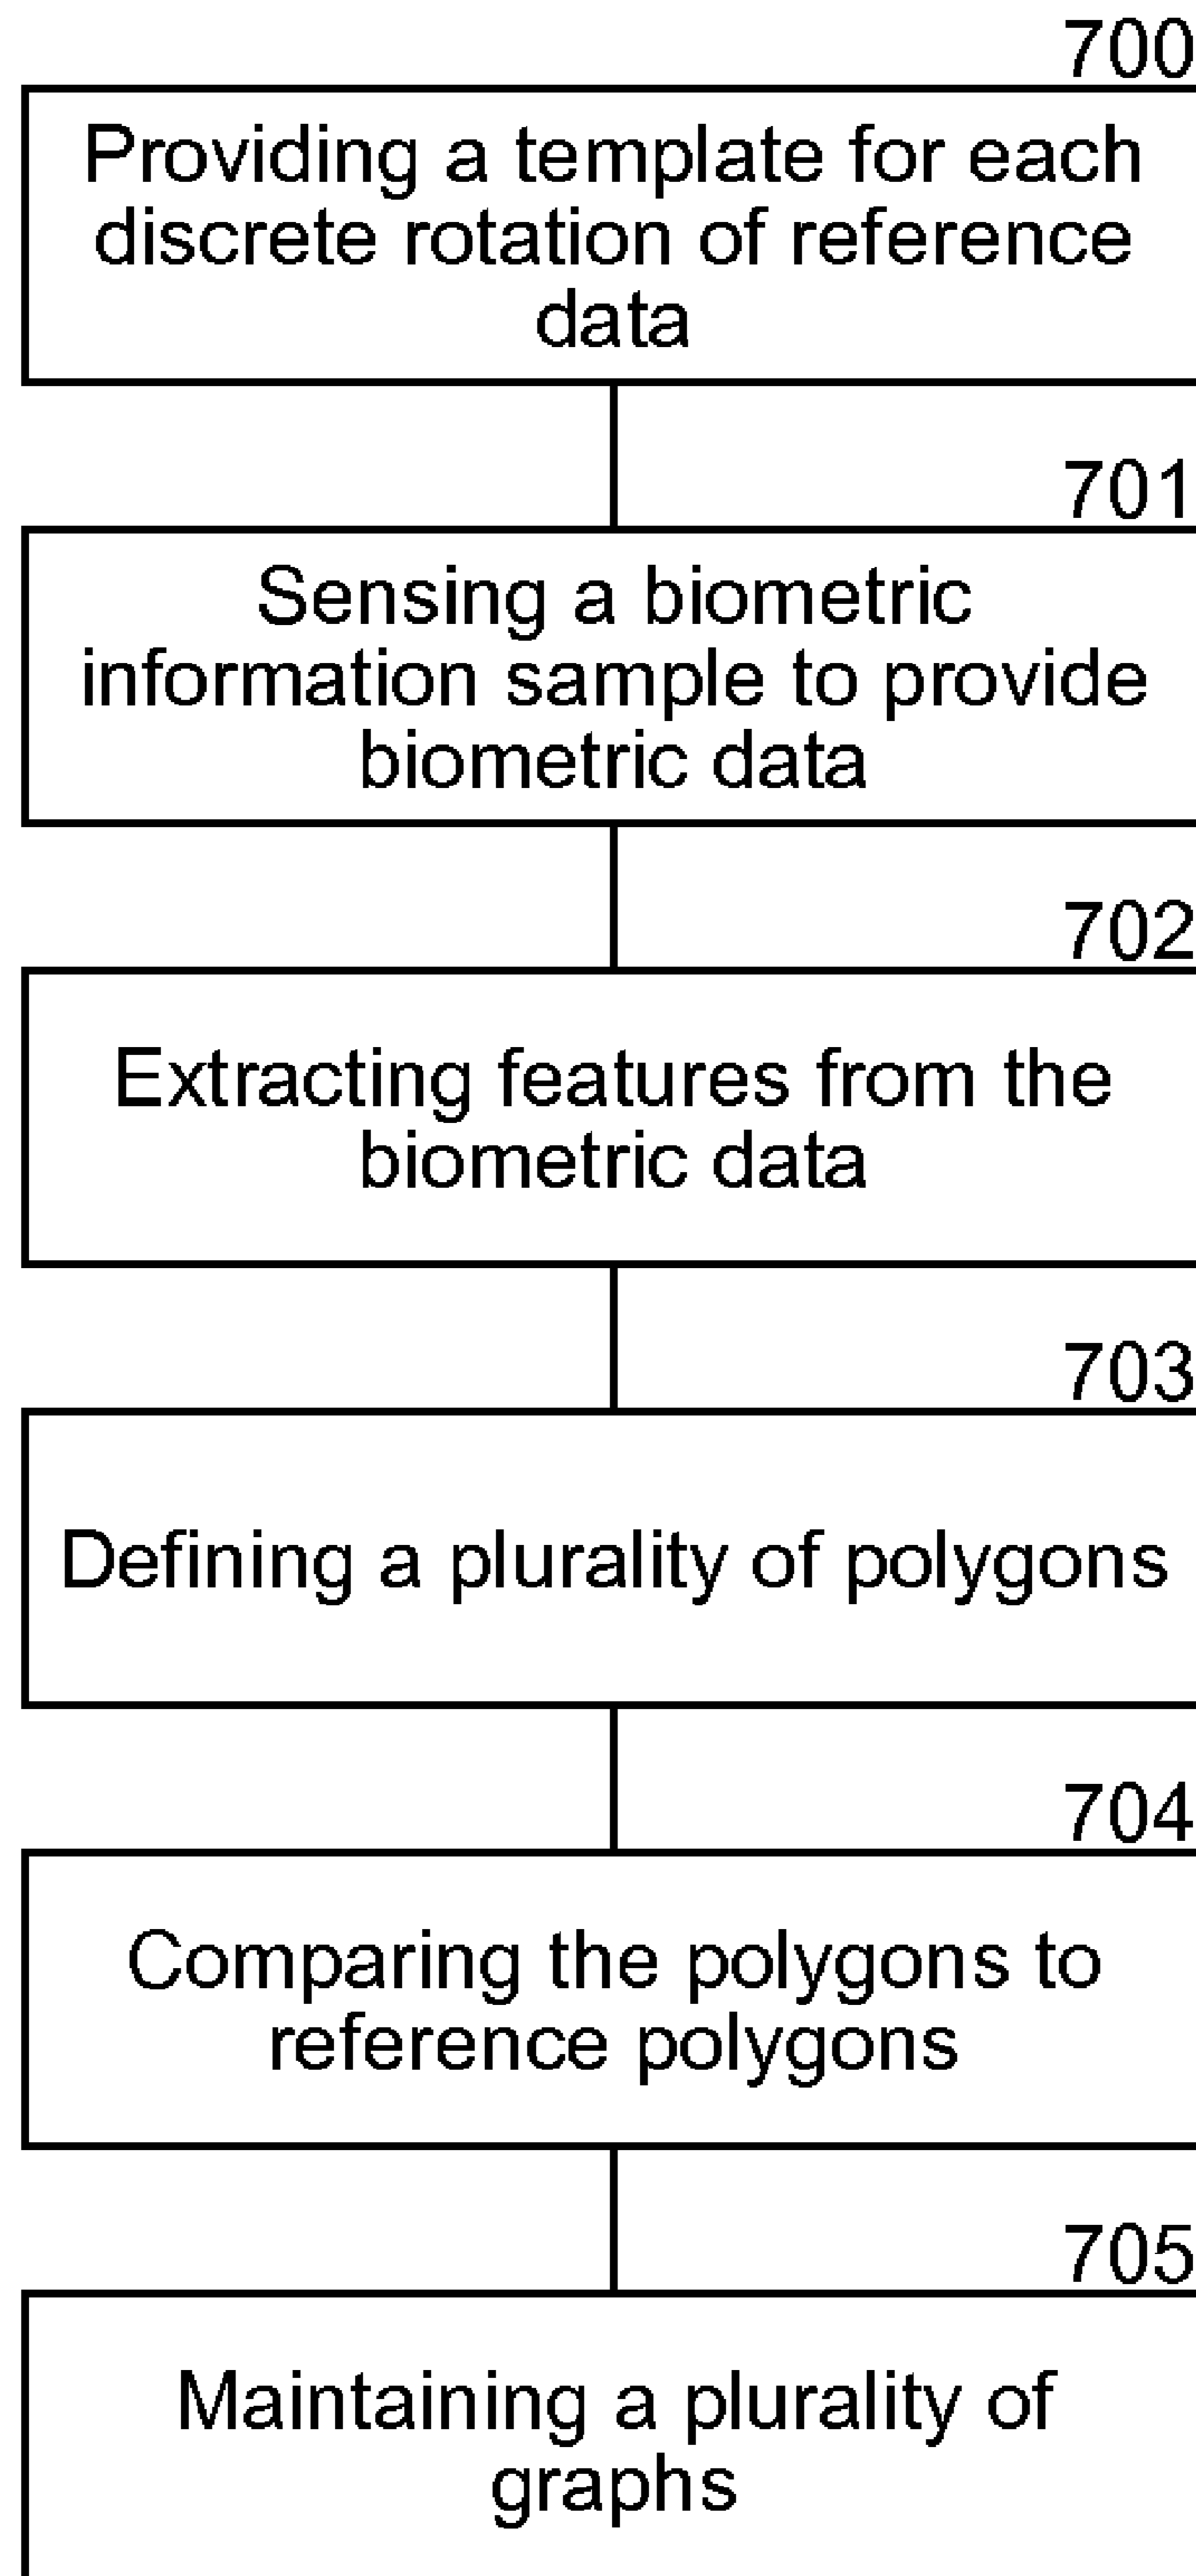 700
Providing a template for each
discrete rotation of reference
data
701
Sensing a biometric
information sample to provide
biometric data
702
Extracting features from the
biometric data
703
Defining a plurality of polygons
704
Comparing the polygons to
reference polygons
705
Maintaining a plurality of
graphs